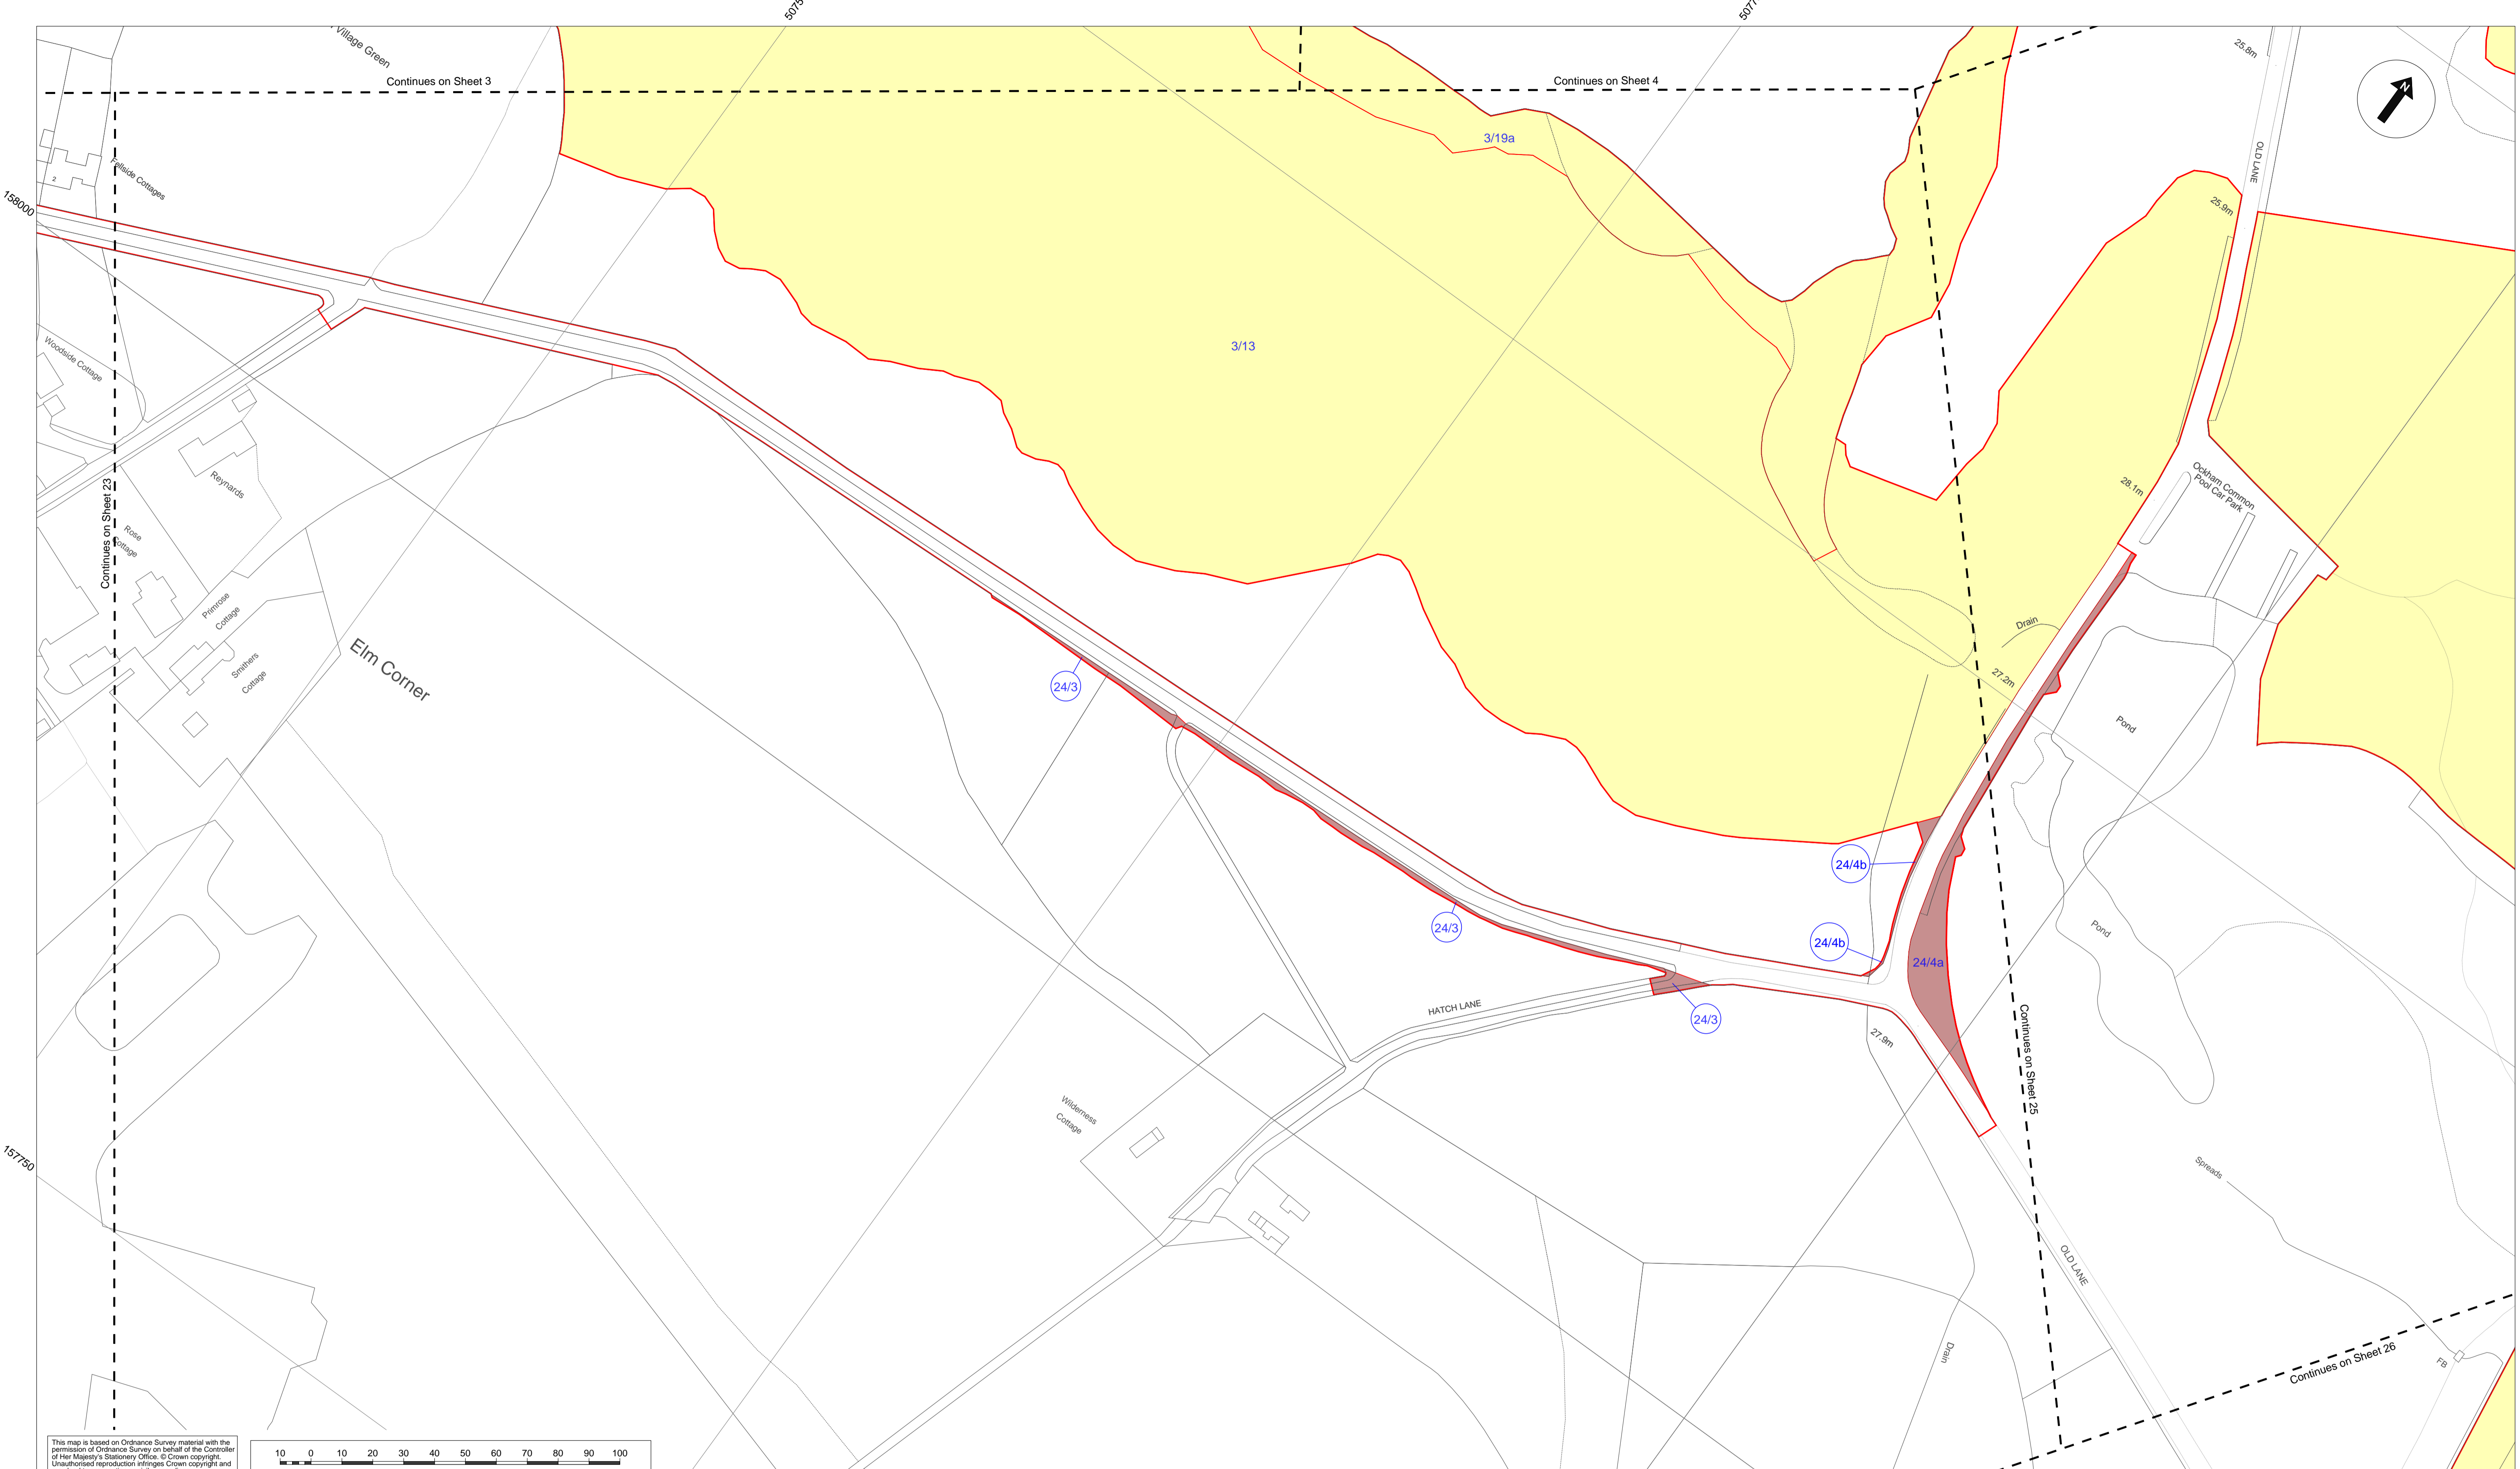 5075
5077
Village Green
25.8m
Continues on Sheet 3
Continues on Sheet 4
N
3/19a
OLD LANE
Fellside Cottages
2
158000
25.9m
3/13
Woodside Cottage
Ockham Common
Pool Car Park
28.1m
Reynards
Continues on Sheet 23
Rose
Cottage
Primrose
Cottage
Drain
Smithers
Cottage
Elm Corner
27.2m
24/3
Pond
24/4b
24/3
Pond
24/4b
24/4a
HATCH LANE
24/3
27.9m
Continues on Sheet 25
Wilderness
Cottage
157750
Spreads
OLD LANE
Drain
Continues on Sheet 26
FB
This map is based on Ordnance Survey material with the
permission of Ordnance Survey on behalf of the Controller
of Her Majesty's Stationery Office. © Crown copyright.
Unauthorised reproduction infringes Crown copyright and
10 0 10 20 30 40 50 60 70 80 90 100